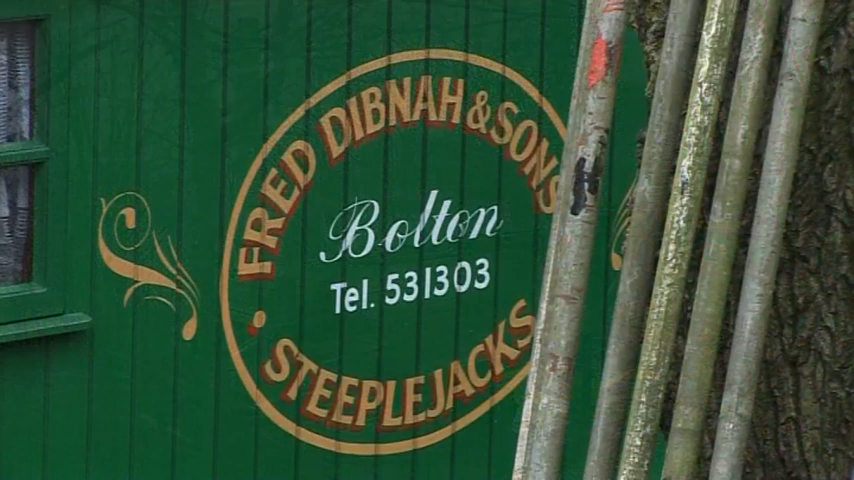 FRED DIBNAH & SONS
Bolton
Tel. 531303
STEEPLEJACKS